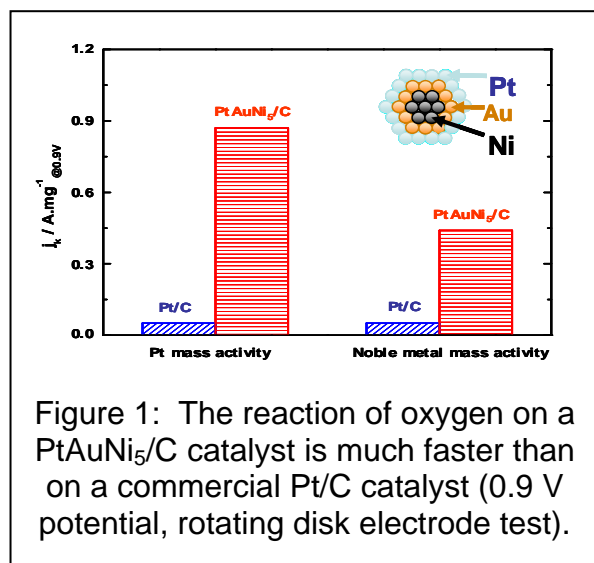 1.2
0.9
0.6
0.3
0.0
j_k / A.mg⁻¹ @0.9V
Pt/C
PtAuNi₅/C
Pt mass activity
Pt/C
PtAuNi₅/C
Noble metal mass activity
Pt
Au
Ni
Figure 1: The reaction of oxygen on a
PtAuNi₅/C catalyst is much faster than
on a commercial Pt/C catalyst (0.9 V
potential, rotating disk electrode test).